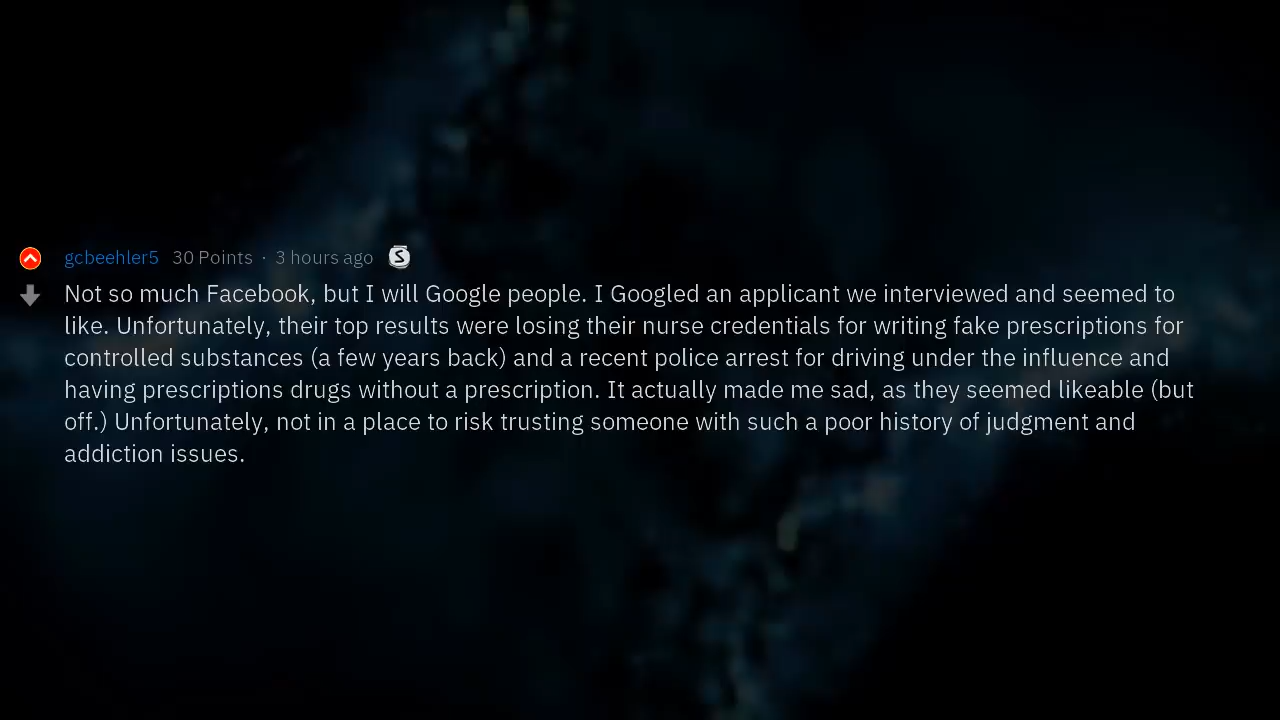 gcbeehler5 30 Points · 3 hours ago S
Not so much Facebook, but I will Google people. I Googled an applicant we interviewed and seemed to
like. Unfortunately, their top results were losing their nurse credentials for writing fake prescriptions for
controlled substances (a few years back) and a recent police arrest for driving under the influence and
having prescriptions drugs without a prescription. It actually made me sad, as they seemed likeable (but
off.) Unfortunately, not in a place to risk trusting someone with such a poor history of judgment and
addiction issues.